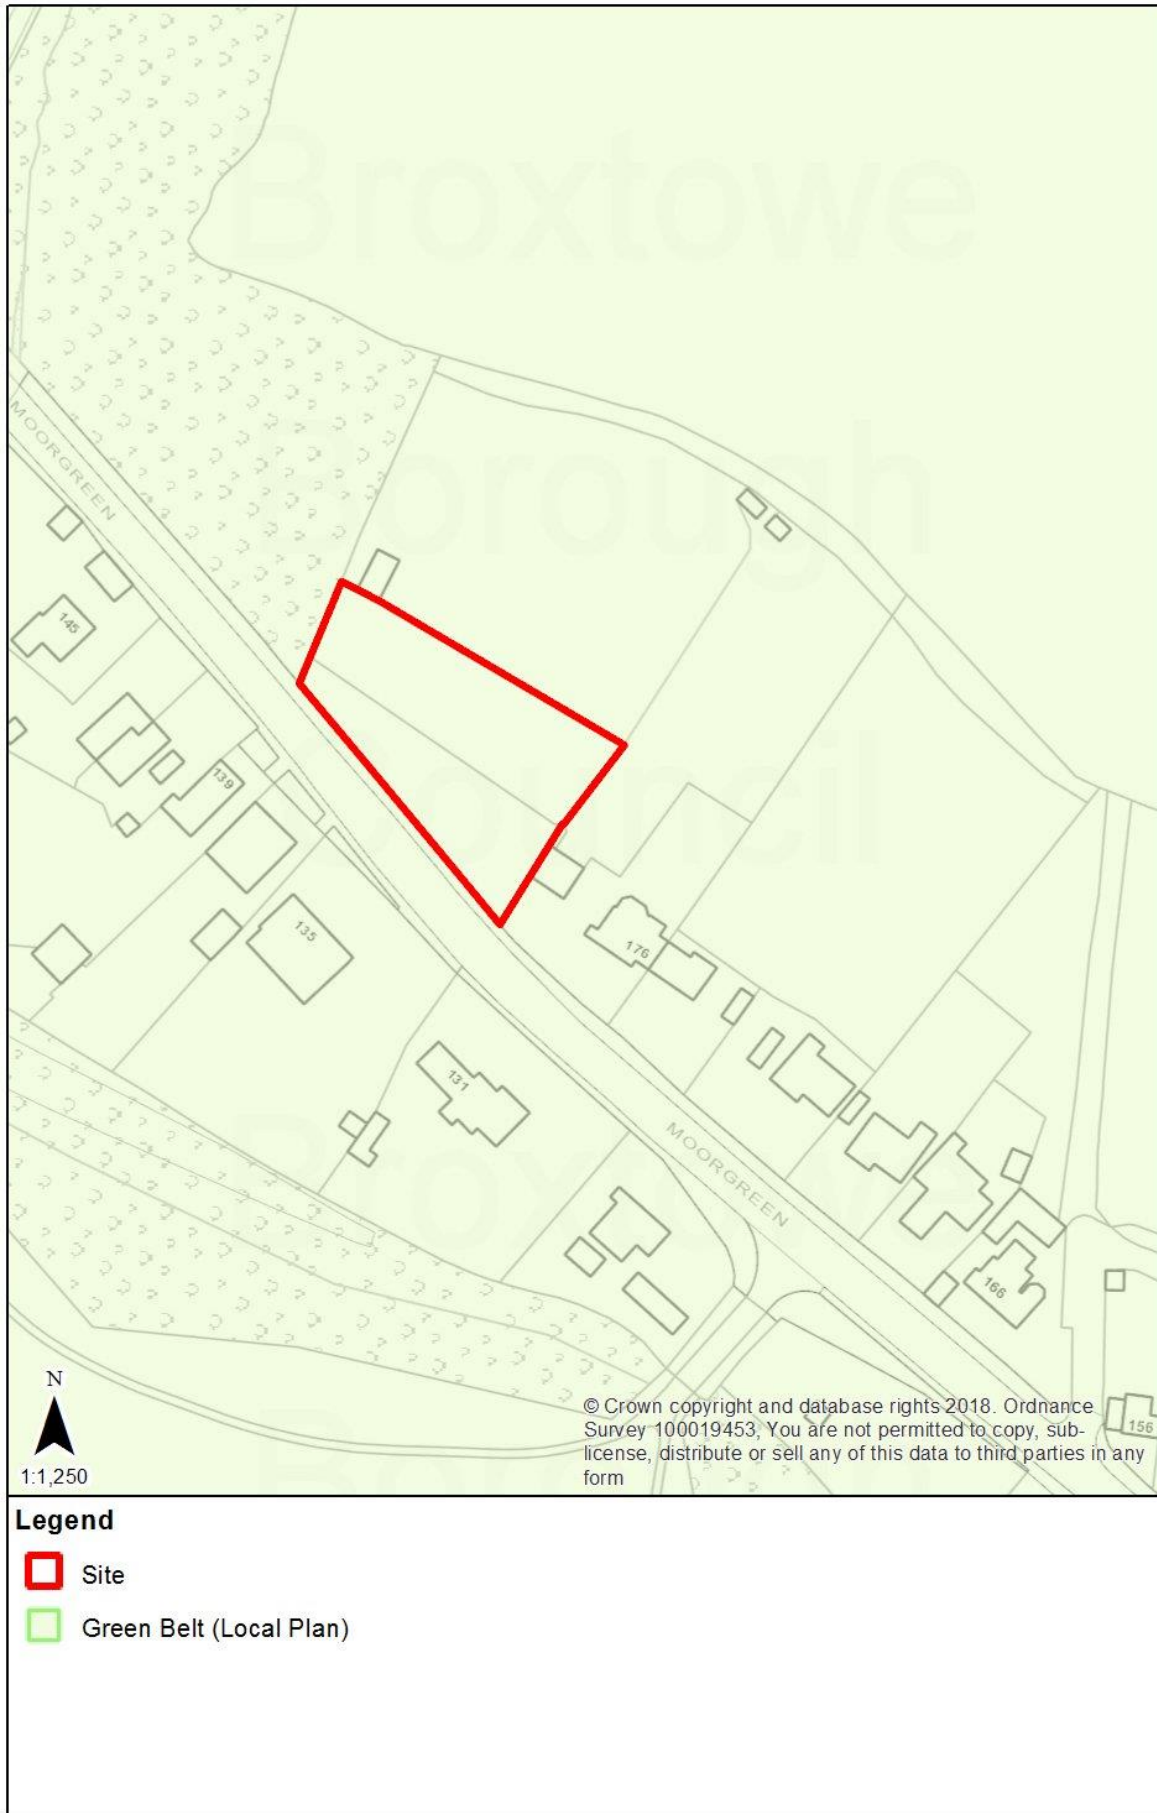 Broxtowe
Borough
Council
MOORGREEN
145
139
135
176
131
MOORGREEN
Broxtowe
166
156
N
1:1,250
© Crown copyright and database rights 2018. Ordnance
Survey 100019453, You are not permitted to copy, sub-
license, distribute or sell any of this data to third parties in any
form
Legend
Site
Green Belt (Local Plan)